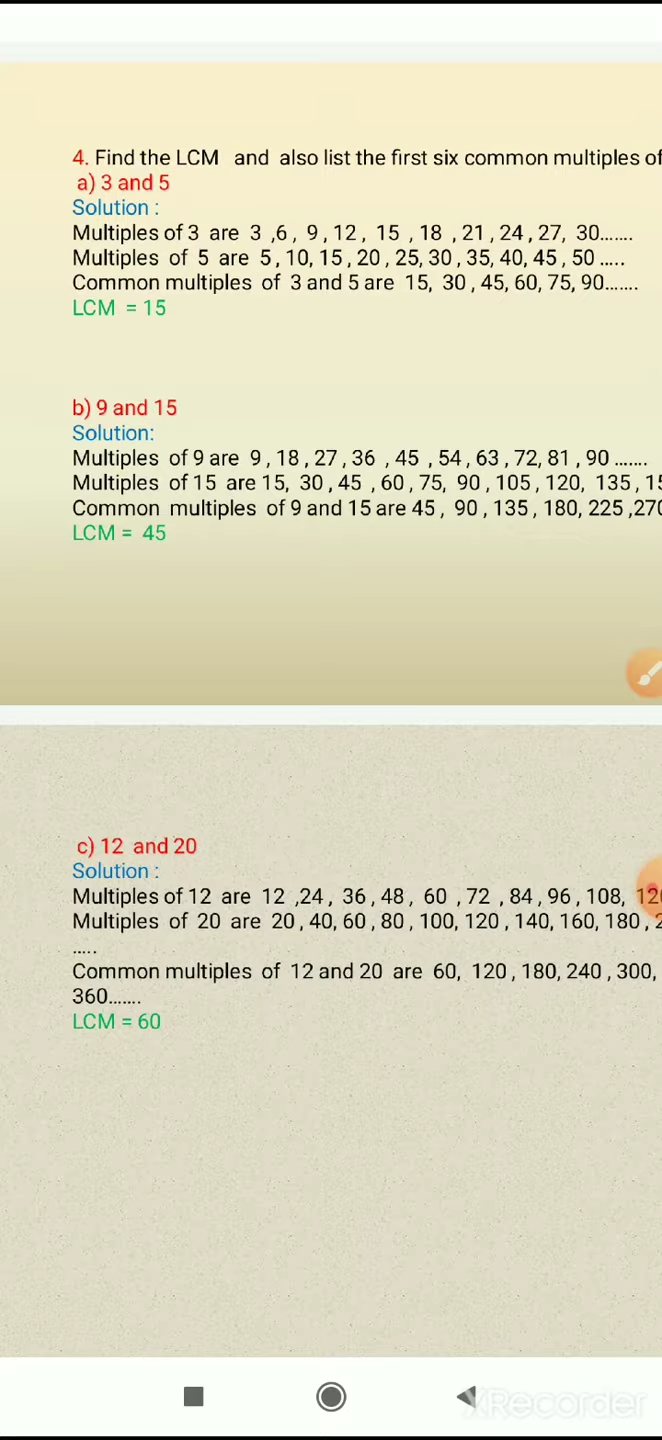 4. Find the LCM and also list the first six common multiples of
a) 3 and 5
Solution :
Multiples of 3 are 3 ,6 , 9 , 12 , 15 , 18 , 21 , 24 , 27, 30.......
Multiples of 5 are 5 , 10, 15 , 20 , 25, 30 , 35, 40, 45 , 50 .....
Common multiples of 3 and 5 are 15, 30 , 45, 60, 75, 90.......
LCM = 15
b) 9 and 15
Solution:
Multiples of 9 are 9 , 18 , 27 , 36 , 45 , 54 , 63 , 72, 81 , 90 .......
Multiples of 15 are 15, 30 , 45 , 60 , 75, 90 , 105 , 120, 135 ,
Common multiples of 9 and 15 are 45 , 90 , 135 , 180, 225 ,270
LCM = 45
c) 12 and 20
Solution :
Multiples of 12 are 12 ,24 , 36 , 48 , 60 , 72 , 84 , 96 , 108,
Multiples of 20 are 20 , 40, 60 , 80 , 100, 120 , 140, 160, 180 ,
.....
Common multiples of 12 and 20 are 60, 120 , 180, 240 , 300,
360.......
LCM = 60
XRecorder